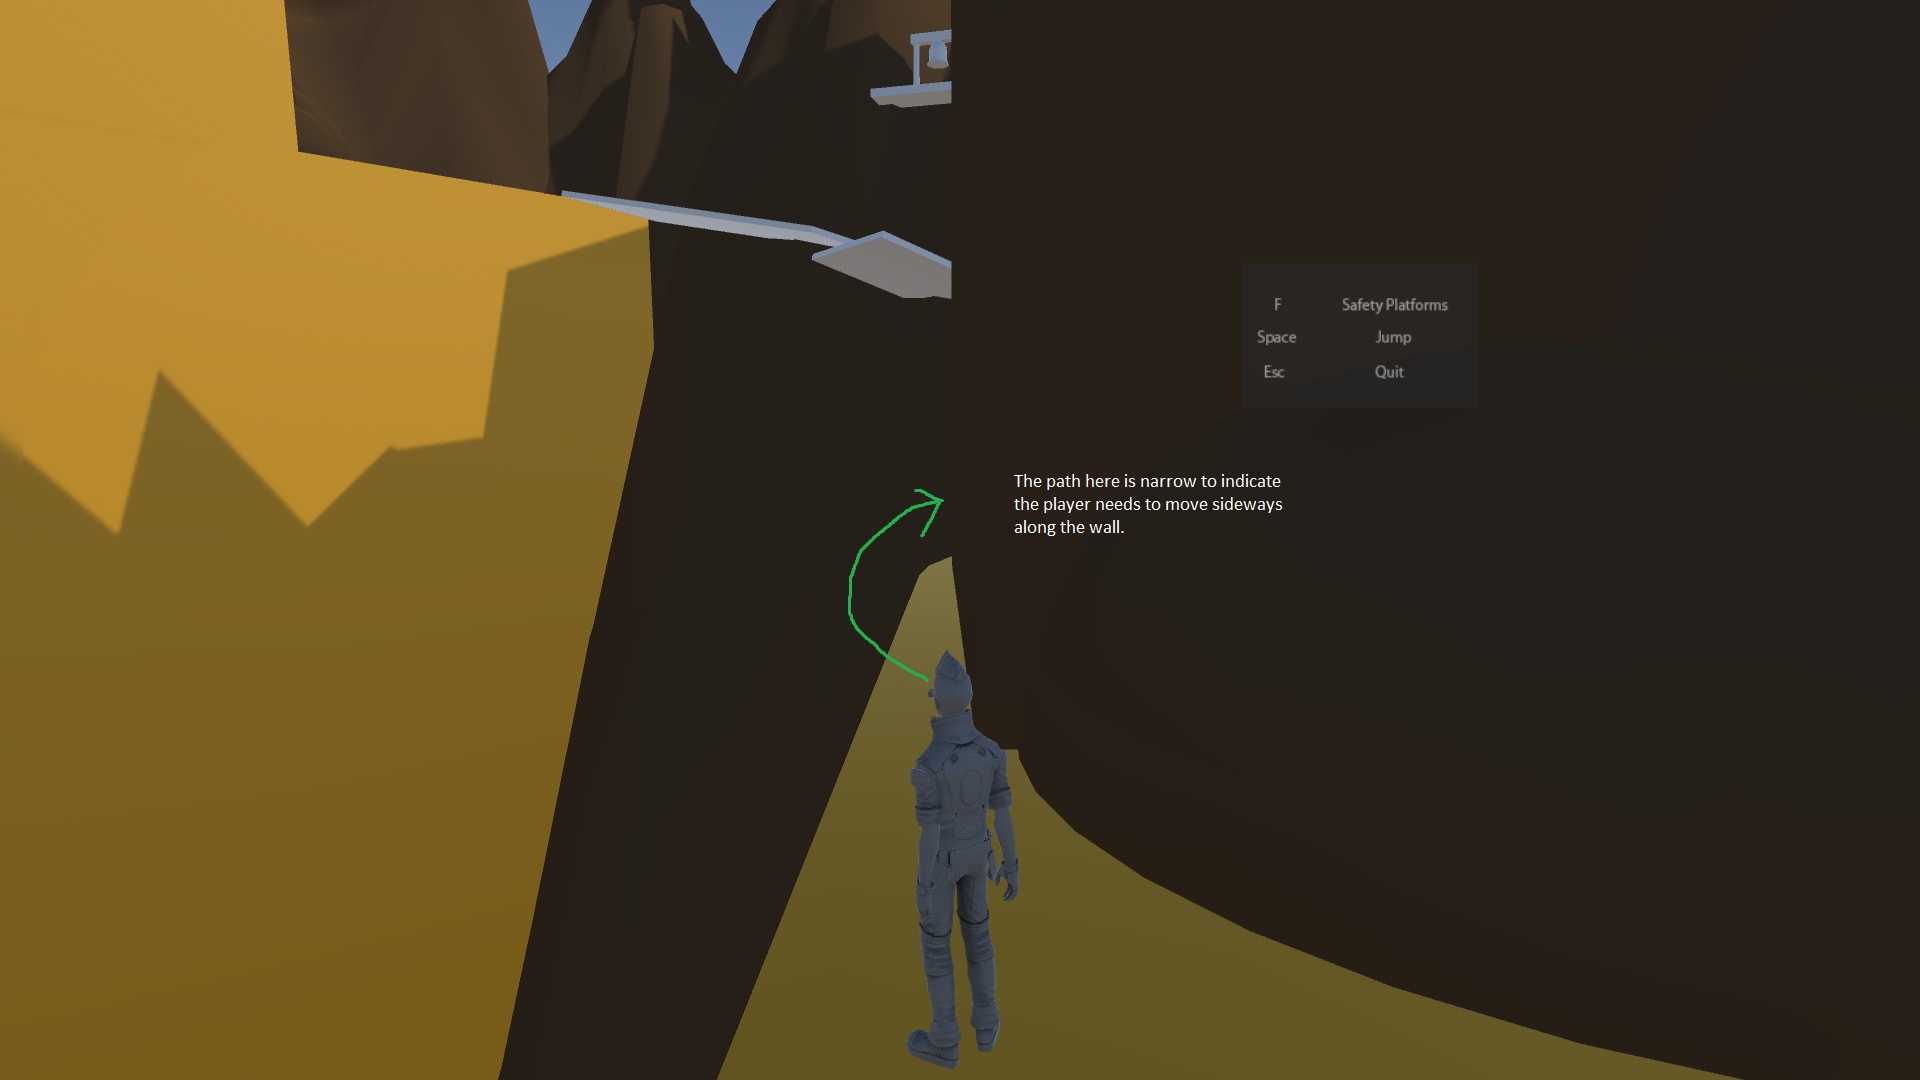 F Safety Platforms
Space Jump
Esc Quit
The path here is narrow to indicate
the player needs to move sideways
along the wall.